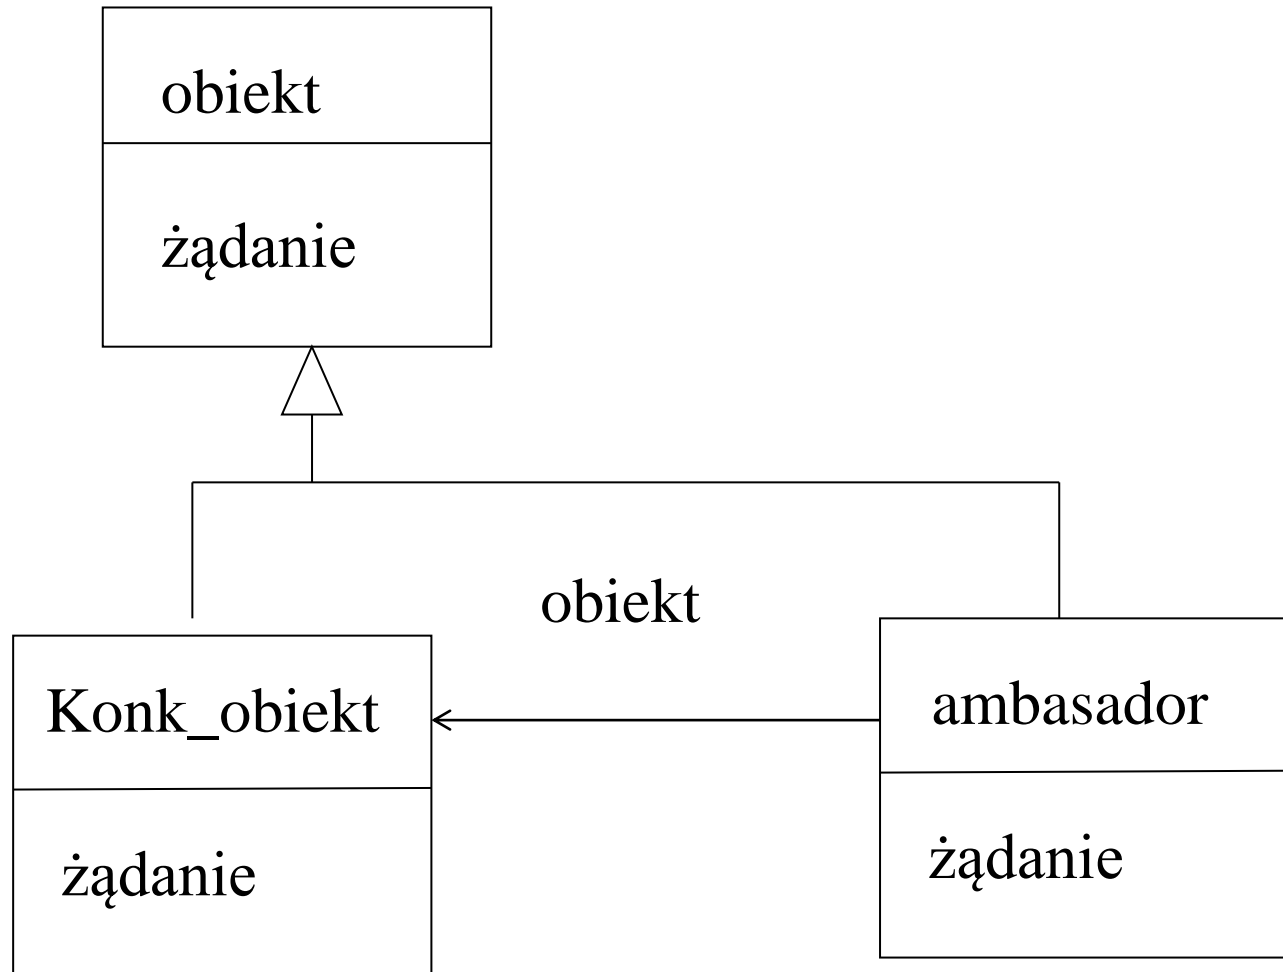 obiekt
żądanie
obiekt
Konk_obiekt
żądanie
ambasador
żądanie